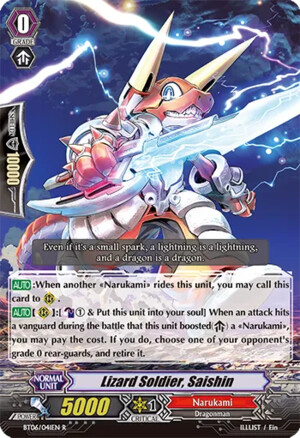 0
GRADE
SHIELD
10000
Even if it's a small spark, a lightning is a lightning,
and a dragon is a dragon.
AUTO:When another «Narukami» rides this unit, you may call this
card to .
AUTO :[ 1 & Put this unit into your soul] When an attack hits
a vanguard during the battle that this unit boosted a «Narukami»,
you may pay the cost. If you do, choose one of your opponent's
grade 0 rear-guards, and retire it.
NORMAL
UNIT
Lizard Soldier, Saishin
POWER
5000
1
CRITICAL
Narukami
Dragonman
BT06/041EN R
ILLUST / Ein